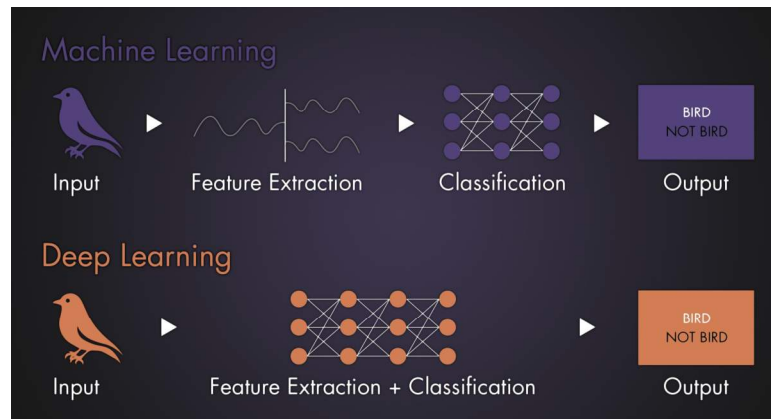 Machine Learning
Input
Feature Extraction
Classification
BIRD
NOT BIRD
Output
Deep Learning
Input
Feature Extraction + Classification
BIRD
NOT BIRD
Output